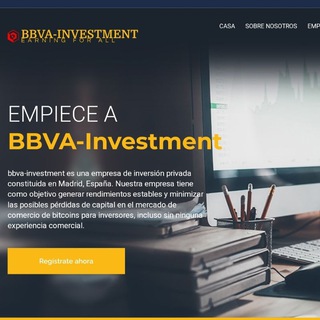 BBVA-INVESTMENT
EARNING FOR ALL
CASA SOBRE NOSOTROS EMP
EMPIECE A
BBVA-Investment
bbva-investment es una empresa de inversión privada
constituida en Madrid, España. Nuestra empresa tiene
como objetivo generar rendimientos estables y minimizar
las posibles pérdidas de capital en el mercado de
comercio de bitcoins para inversores, incluso sin ninguna
experiencia comercial.
Regístrate ahora